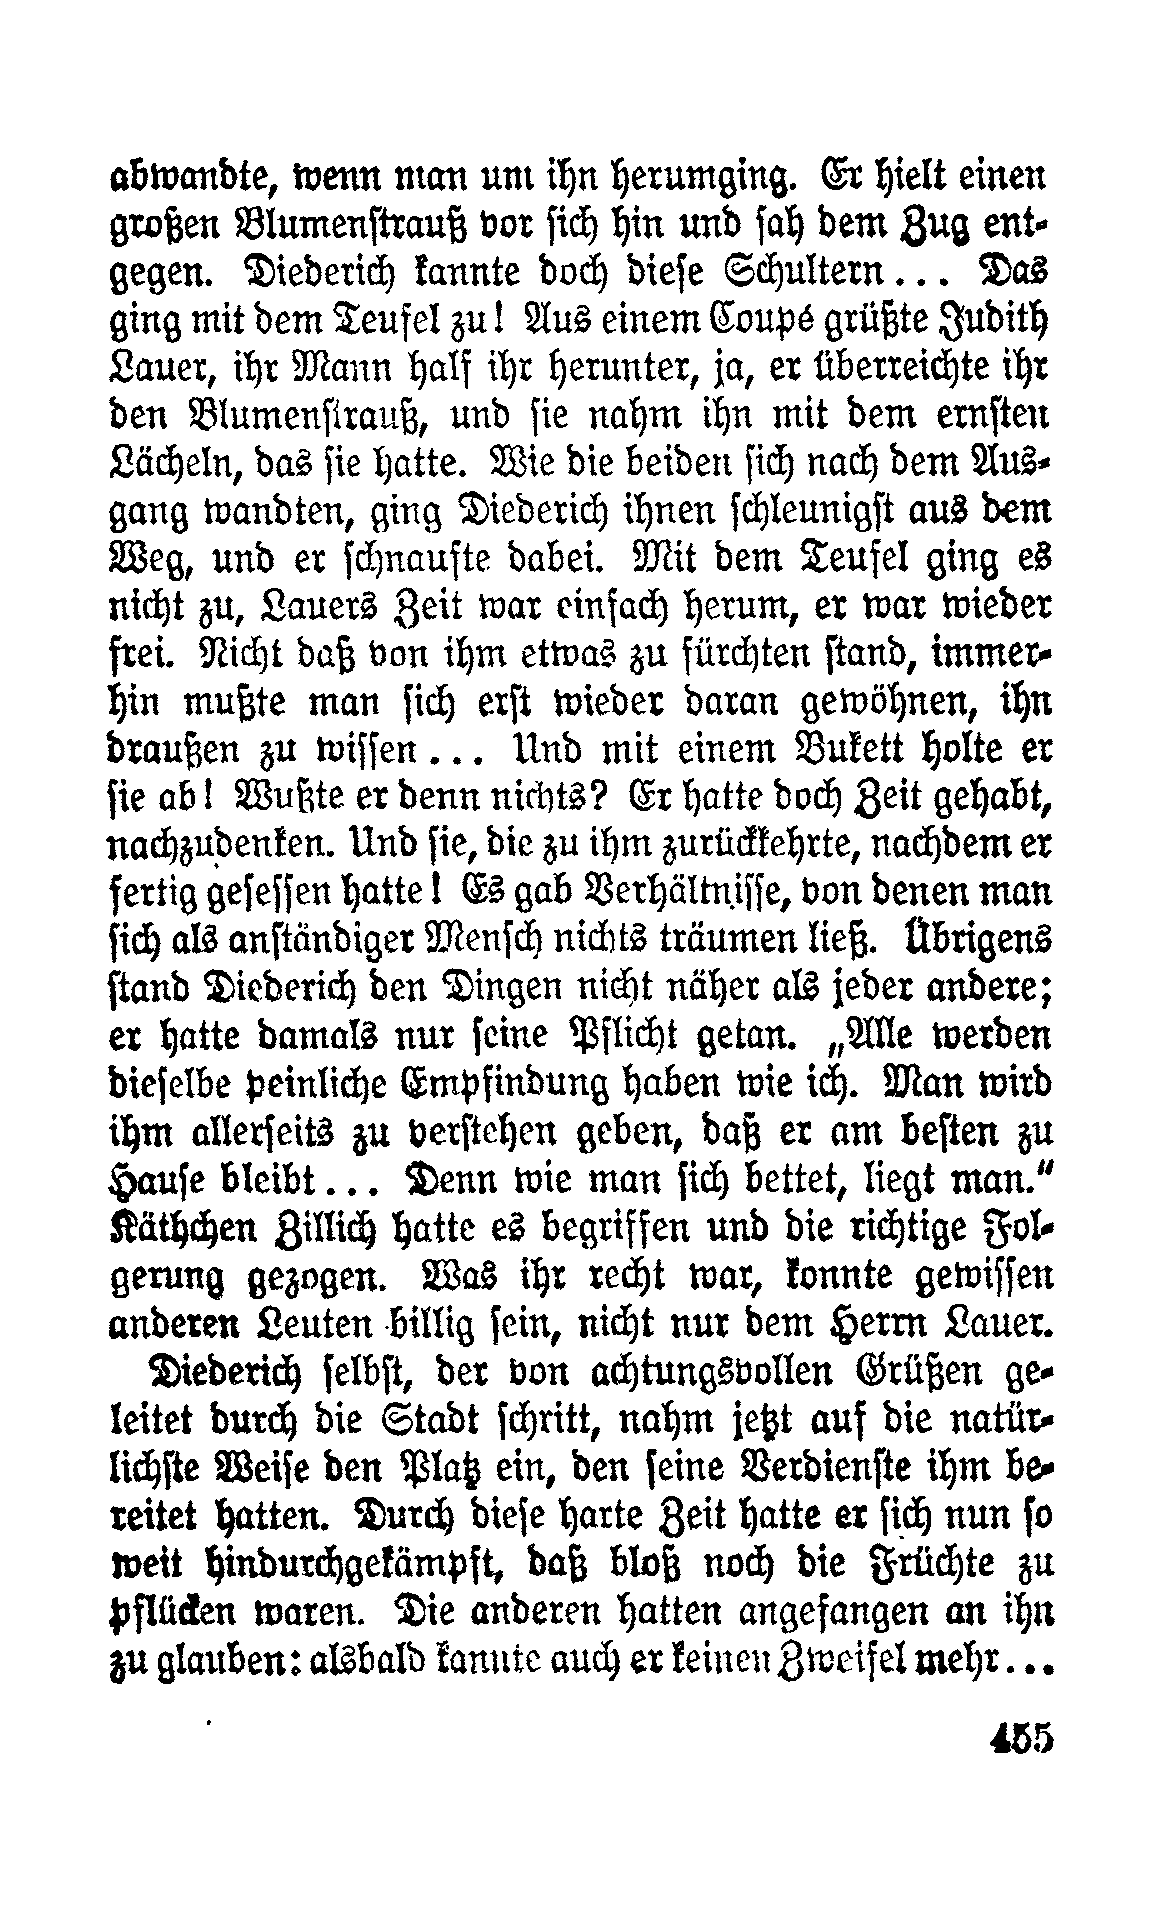 abwandte, wenn man um ihn herumging. Er hielt einen
großen Blumenstrauß vor sich hin und sah dem Zug ent-
gegen. Diederich kannte doch diese Schultern... Das
ging mit dem Teufel zu! Aus einem Coupé grüßte Judith
Lauer, ihr Mann half ihr herunter, ja, er überreichte ihr
den Blumenstrauß, und sie nahm ihn mit dem ernsten
Lächeln, das sie hatte. Wie die beiden sich nach dem Aus-
gang wandten, ging Diederich ihnen schleunigst aus dem
Weg, und er schnaufte dabei. Mit dem Teufel ging es
nicht zu, Lauers Zeit war einfach herum, er war wieder
frei. Nicht daß von ihm etwas zu fürchten stand, immer-
hin mußte man sich erst wieder daran gewöhnen, ihn
draußen zu wissen... Und mit einem Bukett holte er
sie ab! Wußte er denn nichts? Er hatte doch Zeit gehabt,
nachzudenken. Und sie, die zu ihm zurückkehrte, nachdem er
fertig gesessen hatte! Es gab Verhältnisse, von denen man
sich als anständiger Mensch nichts träumen ließ. Übrigens
stand Diederich den Dingen nicht näher als jeder andere;
er hatte damals nur seine Pflicht getan. „Alle werden
dieselbe peinliche Empfindung haben wie ich. Man wird
ihm allerseits zu verstehen geben, daß er am besten zu
Hause bleibt... Denn wie man sich bettet, liegt man.“
Käthchen Zillich hatte es begriffen und die richtige Fol-
gerung gezogen. Was ihr recht war, konnte gewissen
anderen Leuten billig sein, nicht nur dem Herrn Lauer.
Diederich selbst, der von achtungsvollen Grüßen ge-
leitet durch die Stadt schritt, nahm jetzt auf die natür-
lichste Weise den Platz ein, den seine Verdienste ihm be-
reitet hatten. Durch diese harte Zeit hatte er sich nun so
weit hindurchgekämpft, daß bloß noch die Früchte zu
pflücken waren. Die anderen hatten angefangen an ihn
zu glauben: alsbald kannte auch er keinen Zweifel mehr...
455